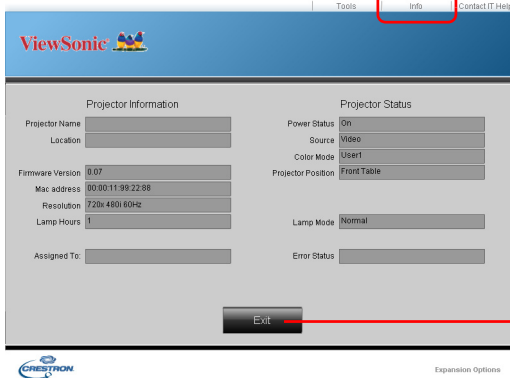 Tools Info Contact IT Help
ViewSonic
Projector Information
Projector Name
Location
Firmware Version 0.07
Mac address 00:00:11:99:22:88
Resolution 720x 480i 60Hz
Lamp Hours 1
Assigned To:
Projector Status
Power Status On
Source Video
Color Mode User1
Projector Position Front Table
Lamp Mode Normal
Error Status
Exit
CRESTRON
Expansion Options